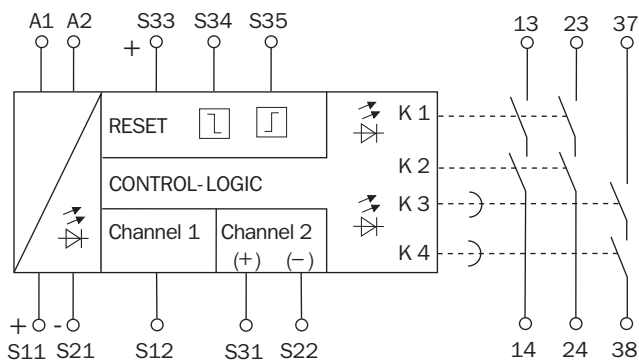 A1 A2 S33 S34 S35 13 23 37
+
RESET
K 1
K 2
CONTROL-LOGIC
K 3
Channel 1 Channel 2
(+) (−)
K 4
+ -
S11 S21 S12 S31 S22 14 24 38